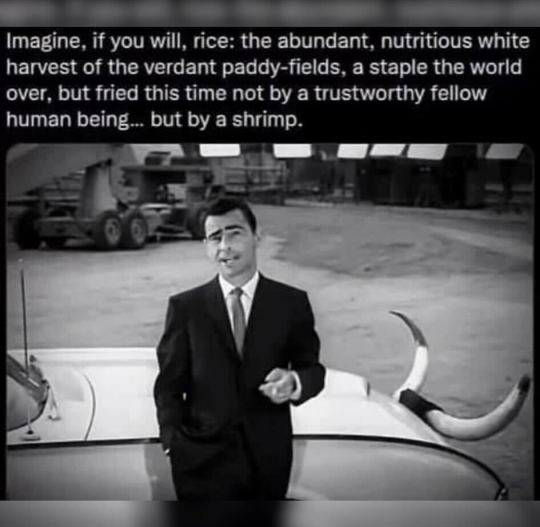 Imagine, if you will, rice: the abundant, nutritious white
harvest of the verdant paddy-fields, a staple the world
over, but fried this time not by a trustworthy fellow
human being... but by a shrimp.